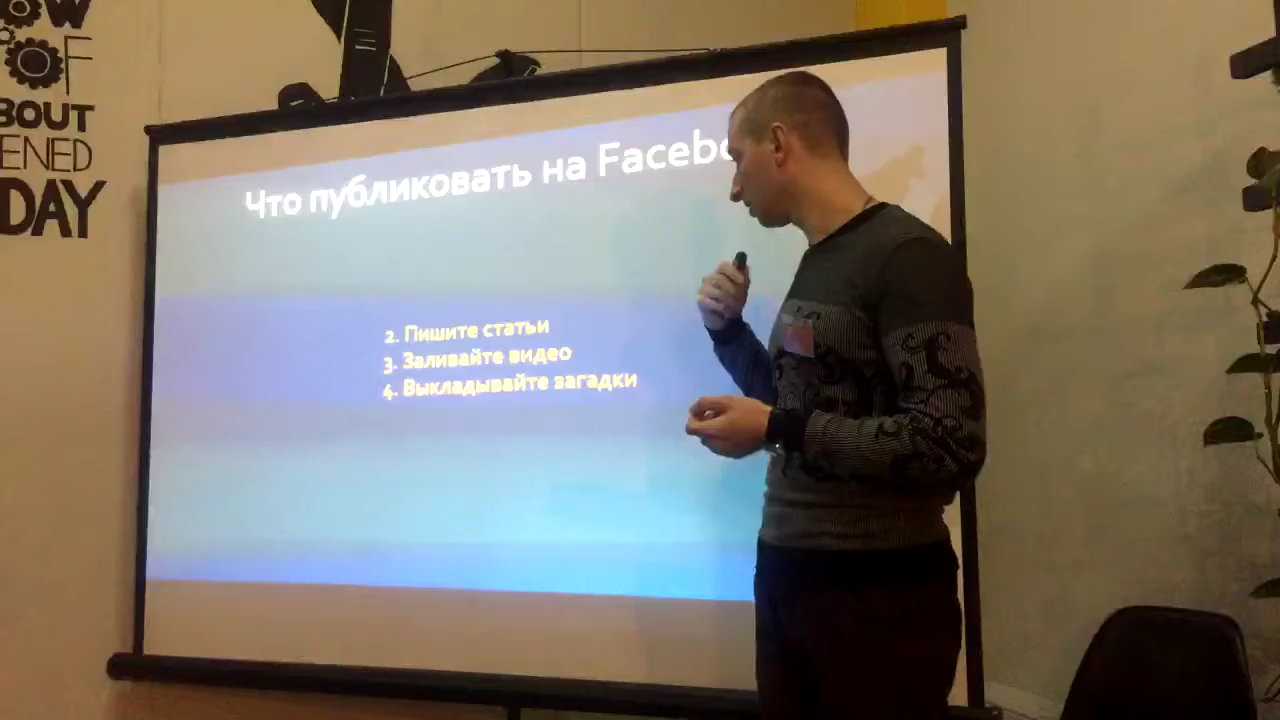 OW
OF
BOUT
ENED
DAY
Что публиковать на Facebo
2. Пишите статьи
3. Заливайте видео
4. Выкладывайте загадки